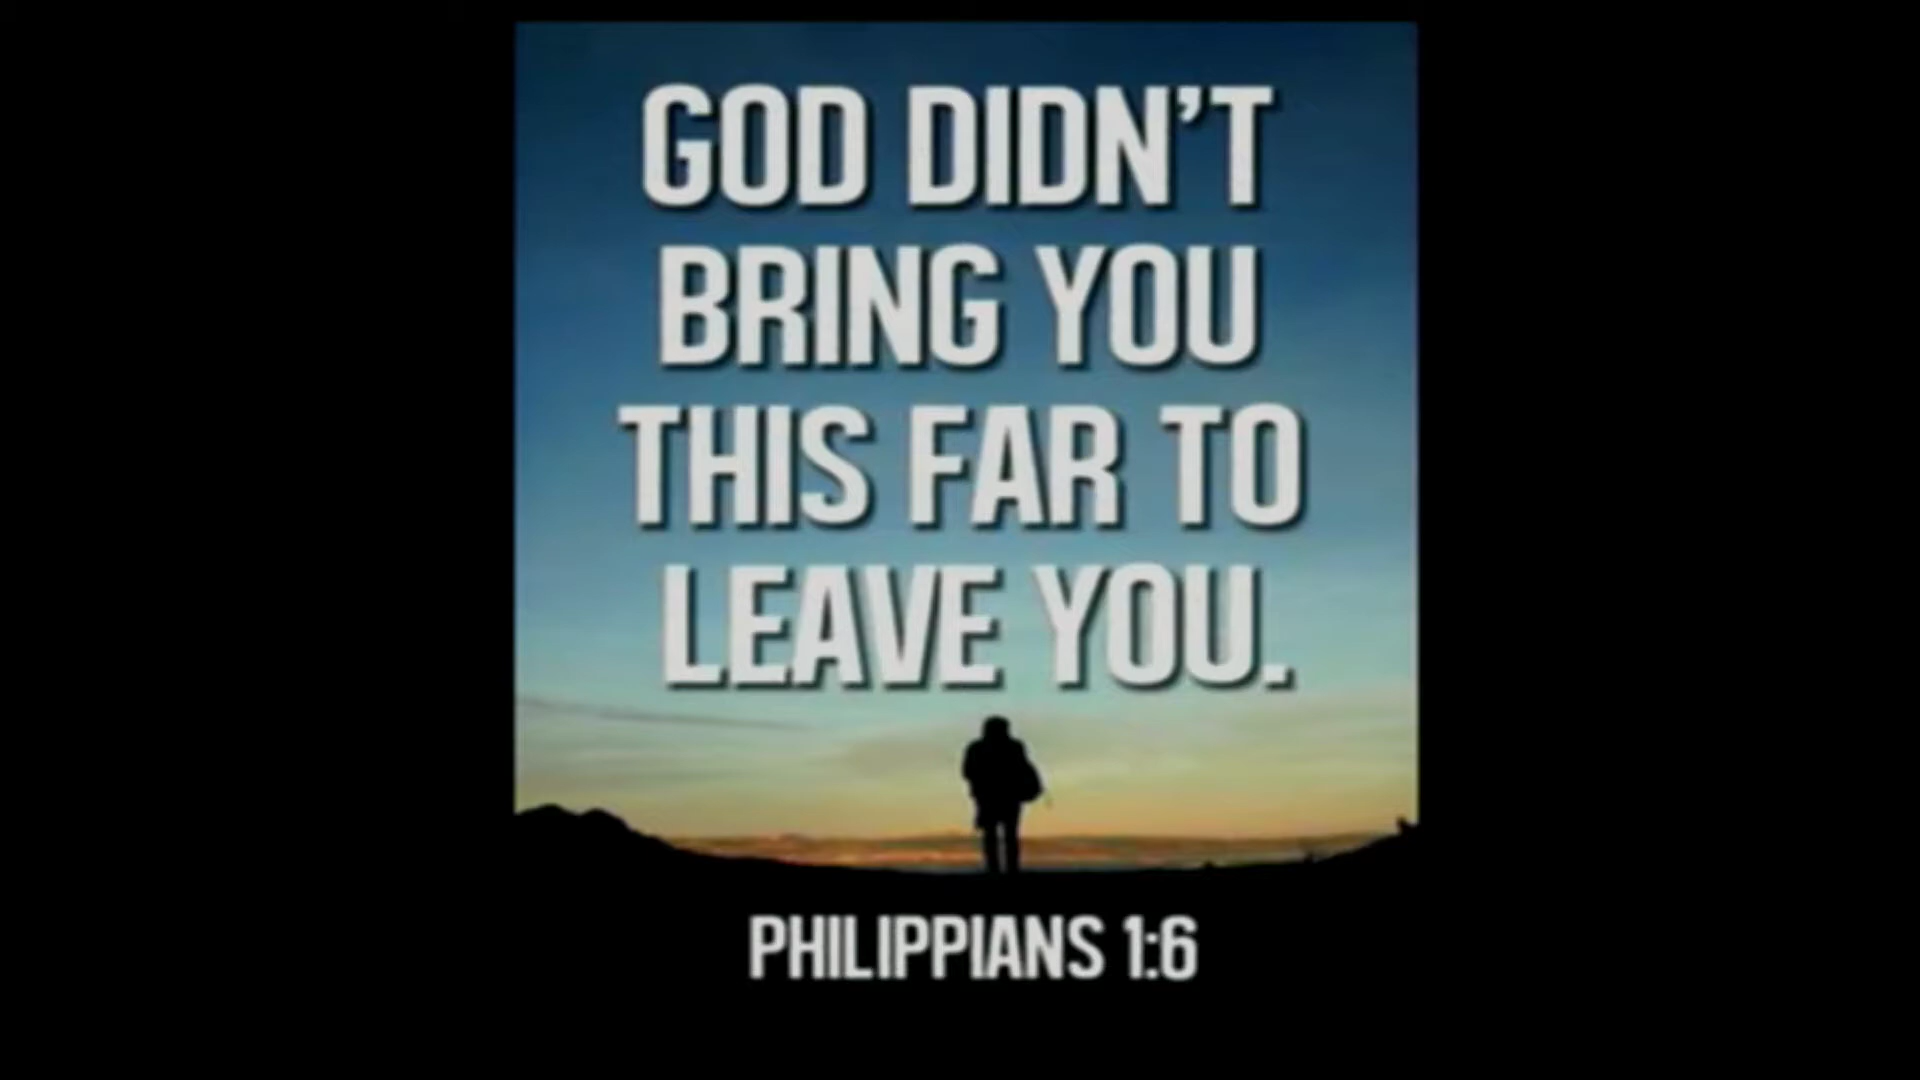 GOD DIDN'T
BRING YOU
THIS FAR TO
LEAVE YOU.
PHILIPPIANS 1:6